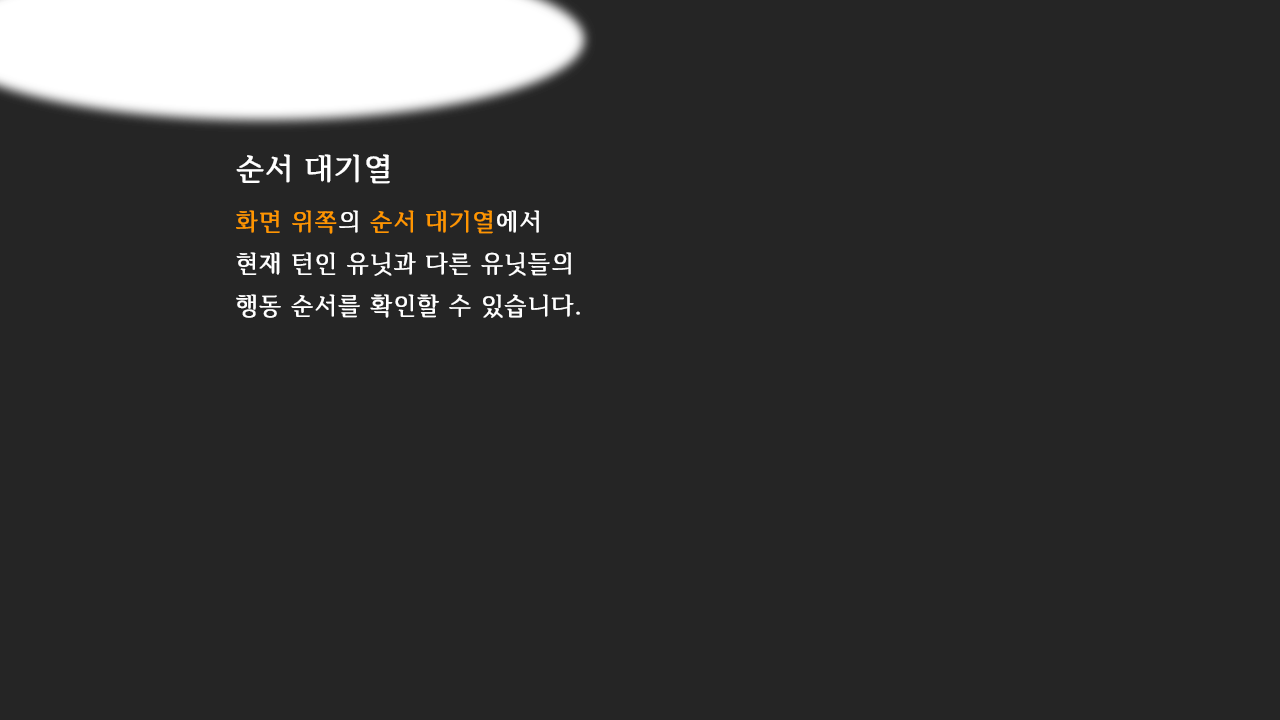 순서 대기열
화면 위쪽의 순서 대기열에서
현재 턴인 유닛과 다른 유닛들의
행동 순서를 확인할 수 있습니다.